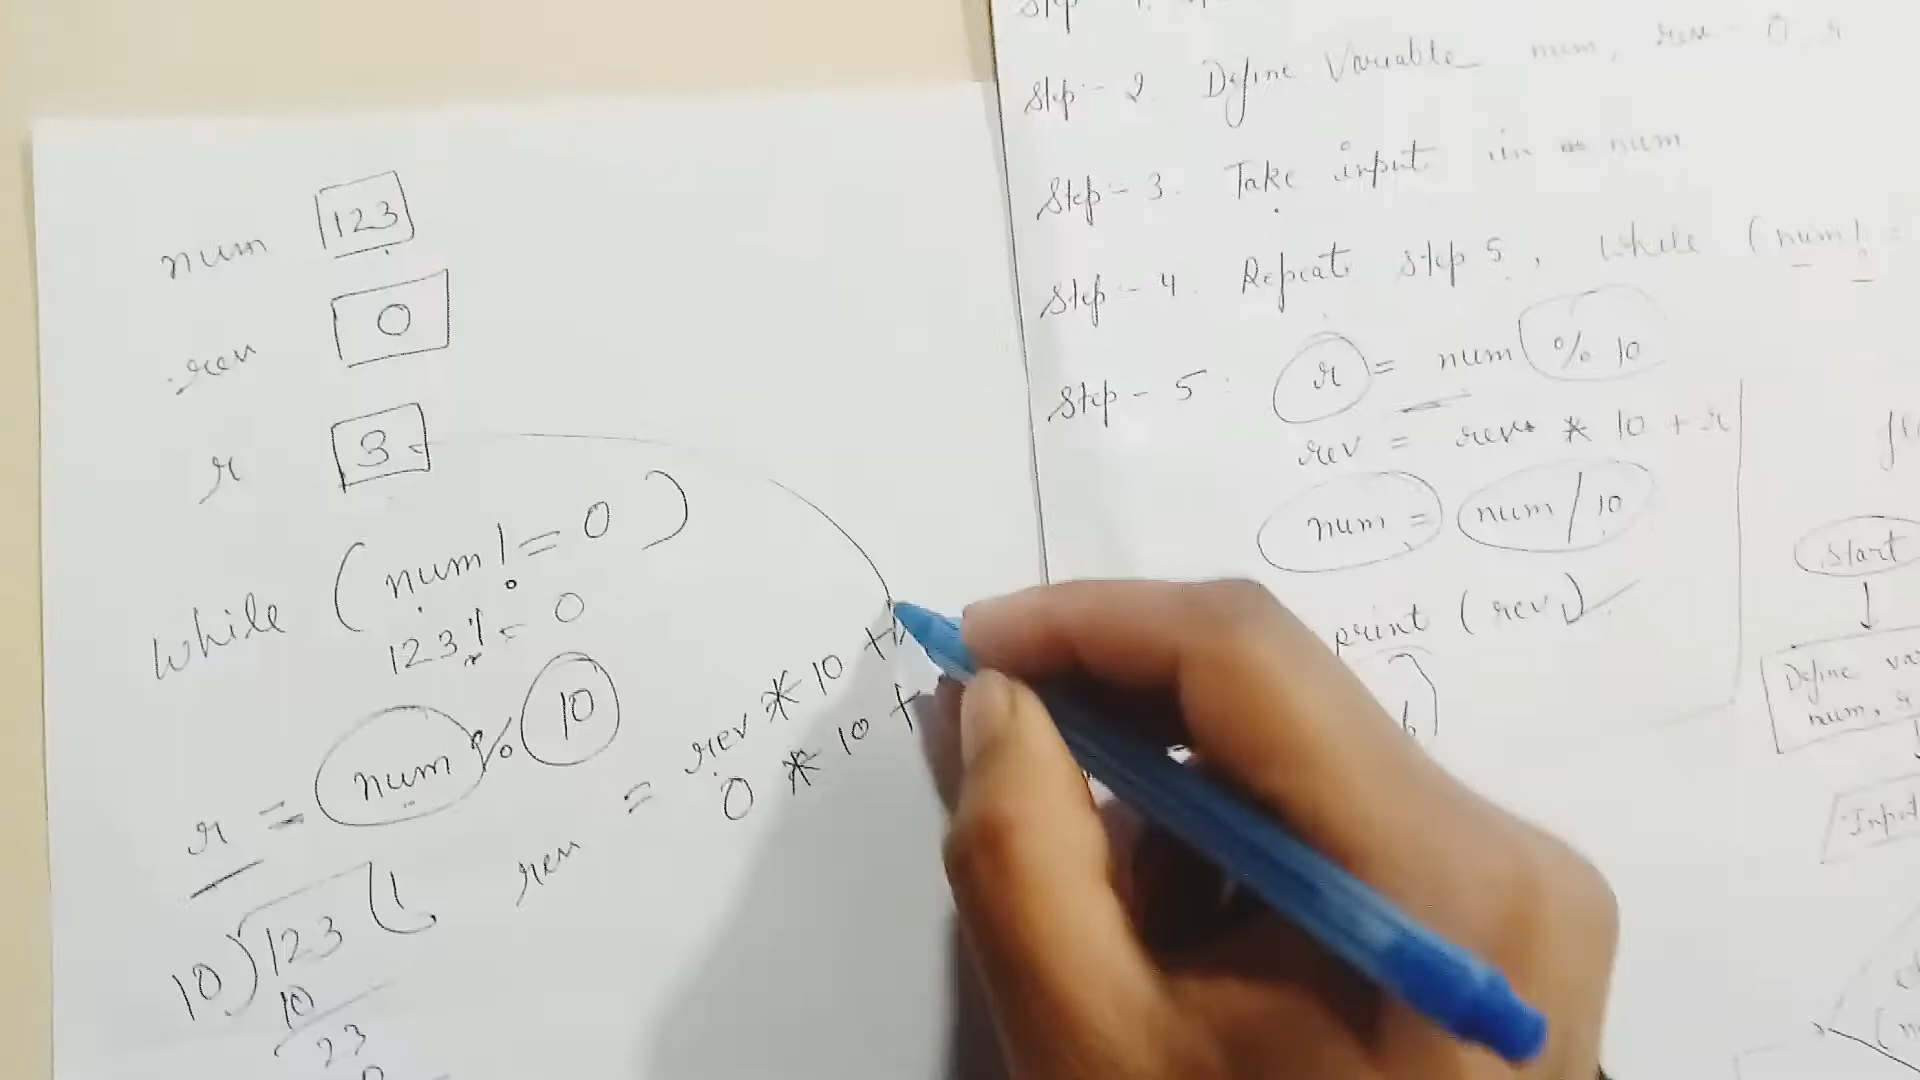 num 123
rev 0
r 3
while (num != 0)
123 != 0
r = num % 10
rev = rev * 10 +
0 * 10 +
10) 123 (1
10
23
Step - 2. Define Variable num, rev = 0, r
Step - 3. Take input in num
Step - 4. Repeat step 5, while (num! =
Step - 5: r = num % 10
rev = rev * 10 + r
num = num / 10
print (rev)
Start
Define va
num, r
Input